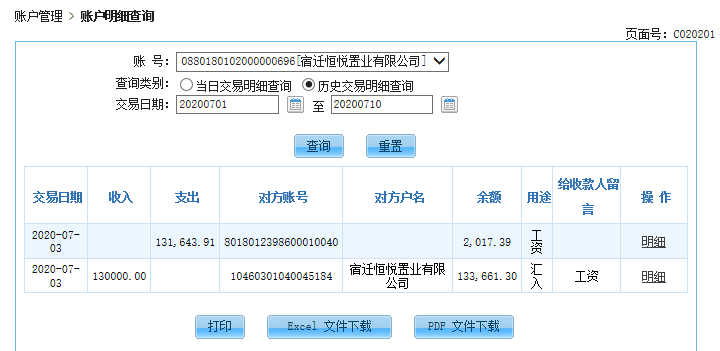 账户管理 > 账户明细查询
页面号：C020201
账 号： 0880180102000000696[宿迁恒悦置业有限公司]
查询类别： 当日交易明细查询 历史交易明细查询
交易日期： 20200701 至 20200710
查询 重置
交易日期 收入 支出 对方账号 对方户名 余额 用途 给收款人留言 操 作
2020-07-03 131,643.91 8018012398600010040 2,017.39 工资 明细
2020-07-03 130000.00 10460301040045184 宿迁恒悦置业有限公司 133,661.30 汇入 工资 明细
打印 Excel 文件下载 PDF 文件下载